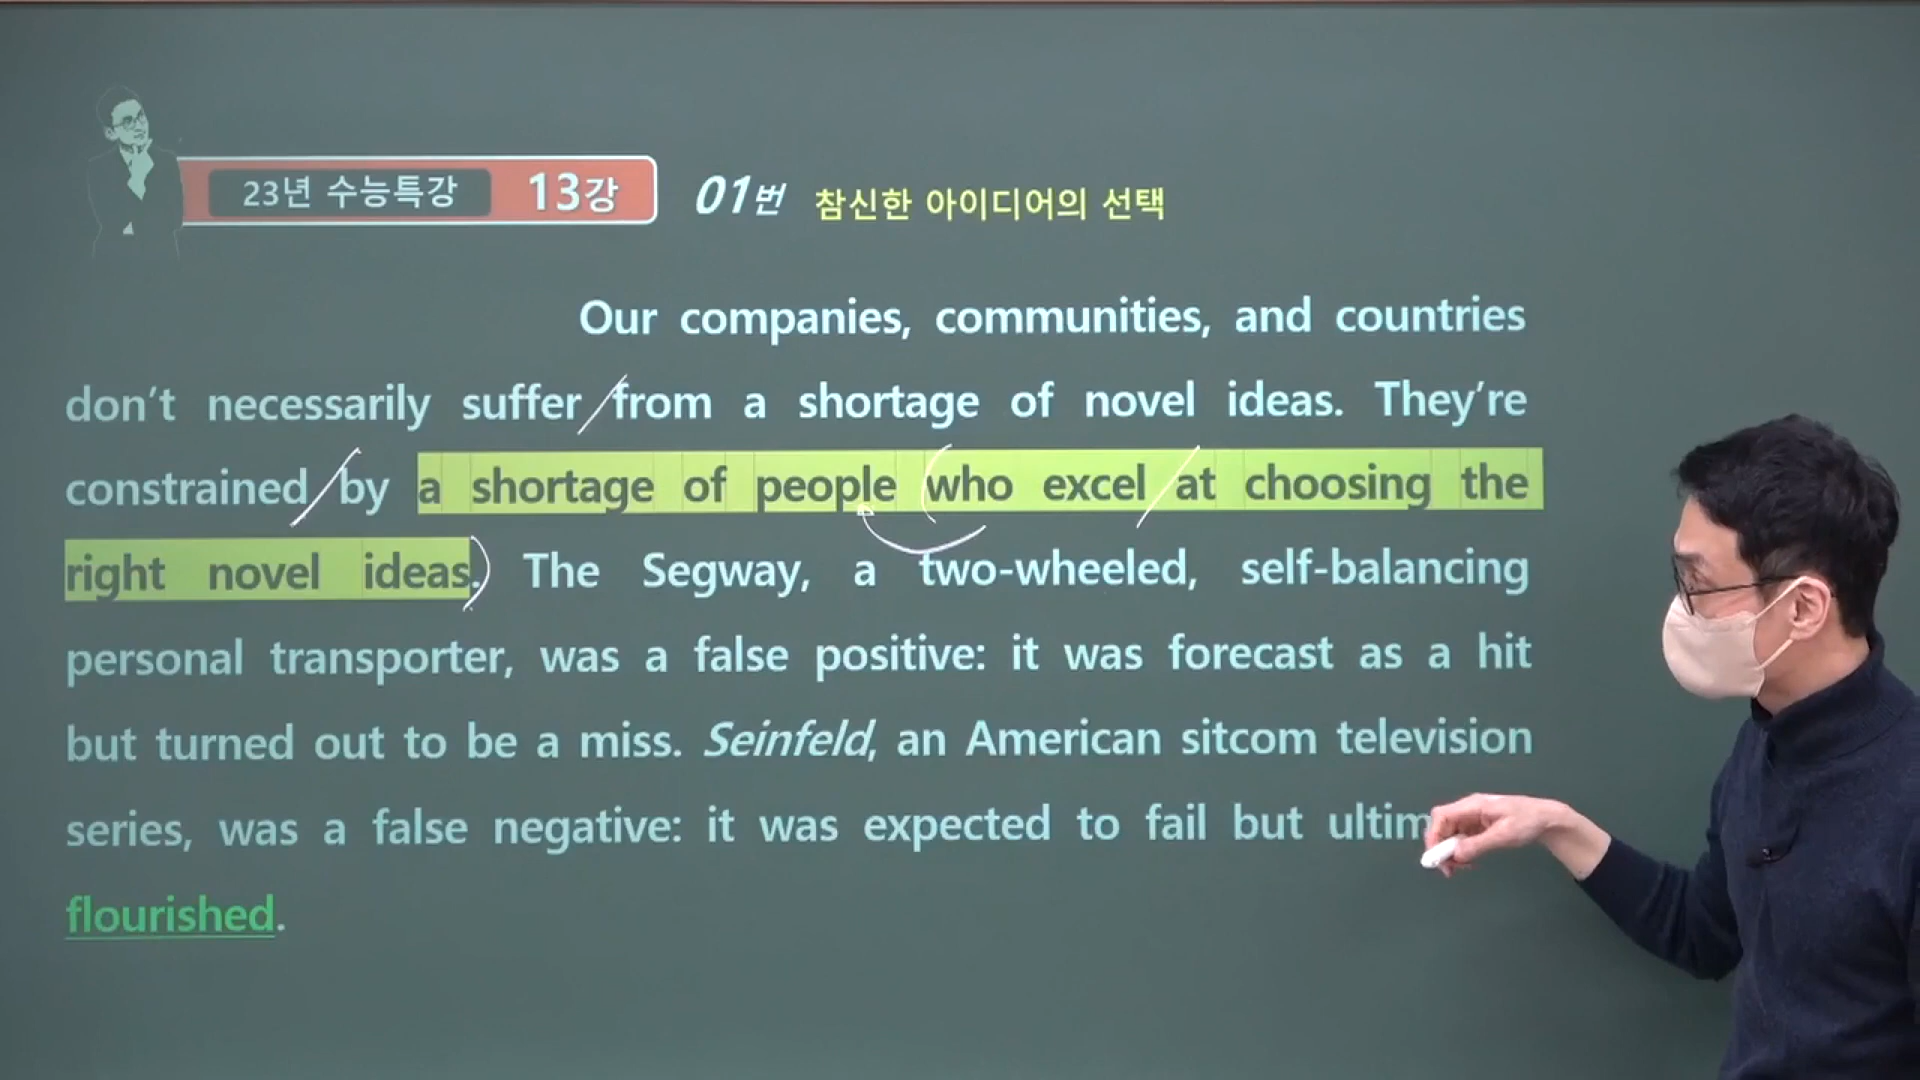 23년 수능특강 13강 01번 참신한 아이디어의 선택
Our companies, communities, and countries
don't necessarily suffer from a shortage of novel ideas. They're
constrained by a shortage of people who excel at choosing the
right novel ideas. The Segway, a two-wheeled, self-balancing
personal transporter, was a false positive: it was forecast as a hit
but turned out to be a miss. Seinfeld, an American sitcom television
series, was a false negative: it was expected to fail but
flourished.